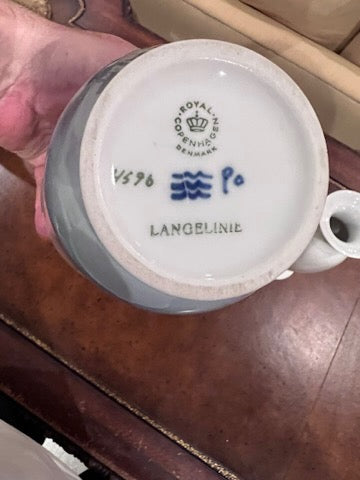 ROYAL
COPENHAGEN
DENMARK
4596 Po
LANGELINIE